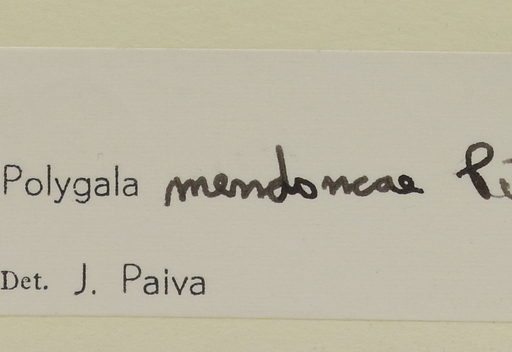 Polygala mendoncae
Det. J. Paiva